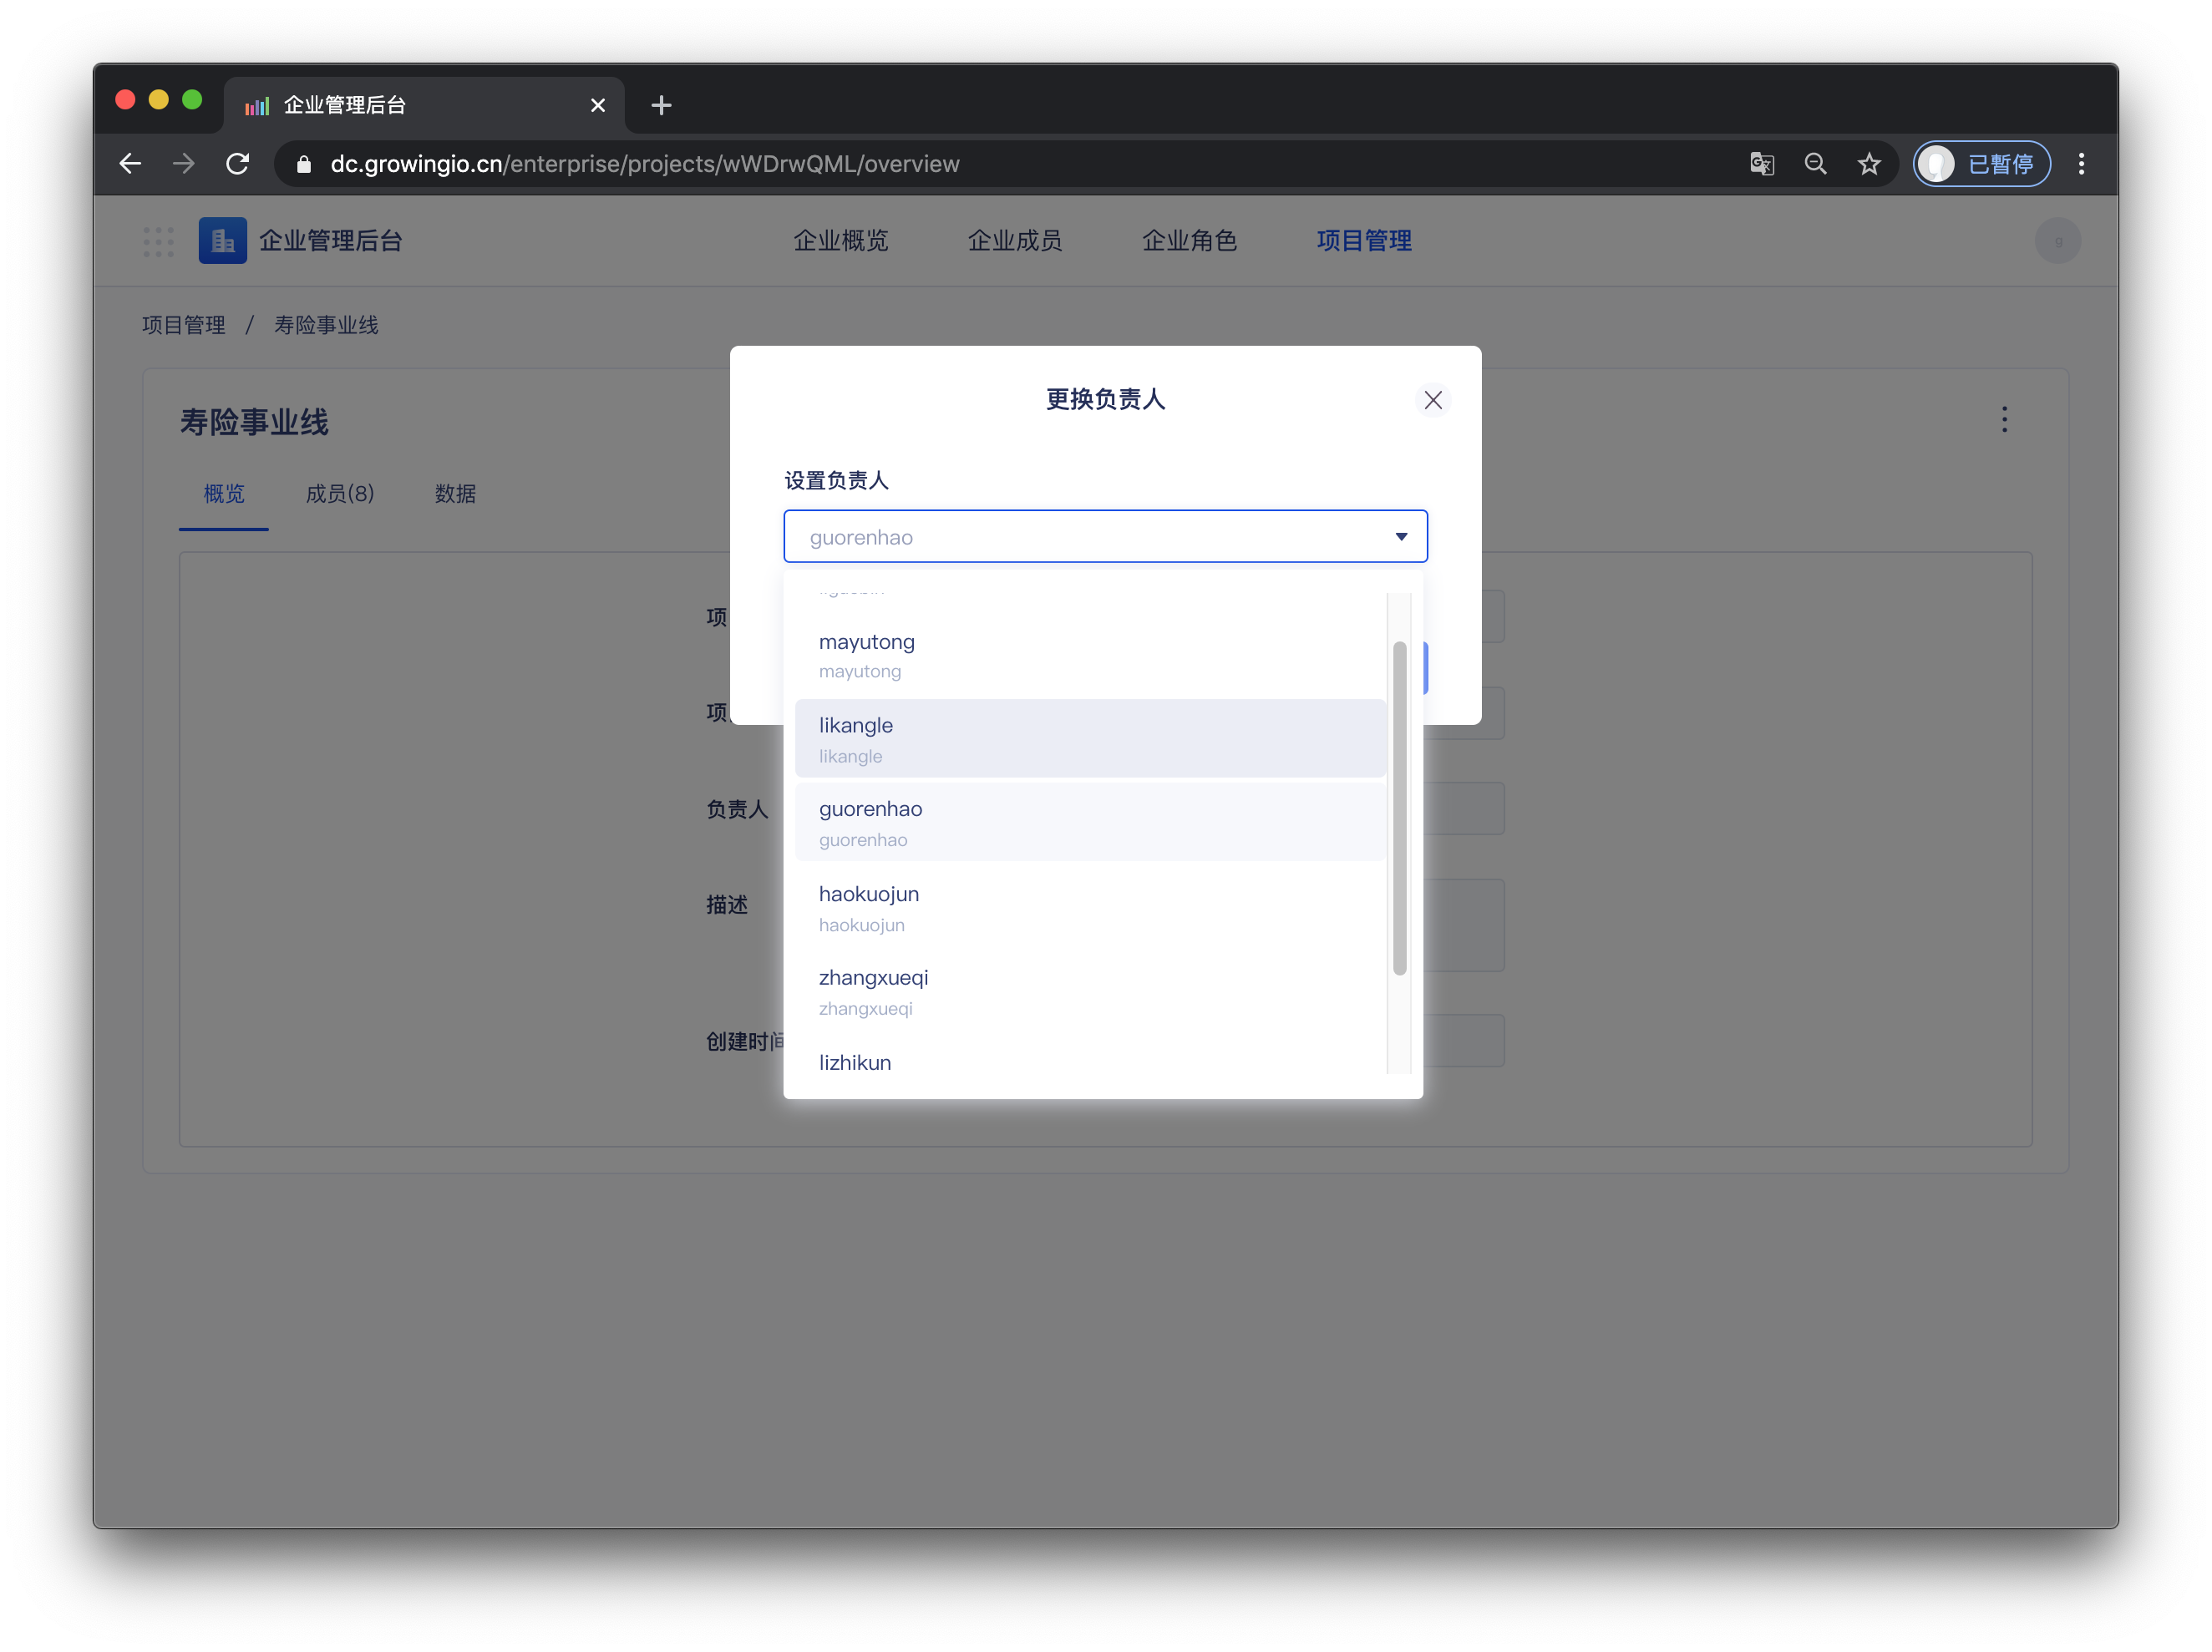 企业管理后台
dc.growingio.cn/enterprise/projects/wWDrwQML/overview
已暂停
企业管理后台
企业概览
企业成员
企业角色
项目管理
g
项目管理 / 寿险事业线
寿险事业线
概览
成员(8)
数据
更换负责人
设置负责人
guorenhao
mayutong
mayutong
likangle
likangle
guorenhao
guorenhao
haokuojun
haokuojun
zhangxueqi
zhangxueqi
lizhikun
项
项
负责人
描述
创建时间